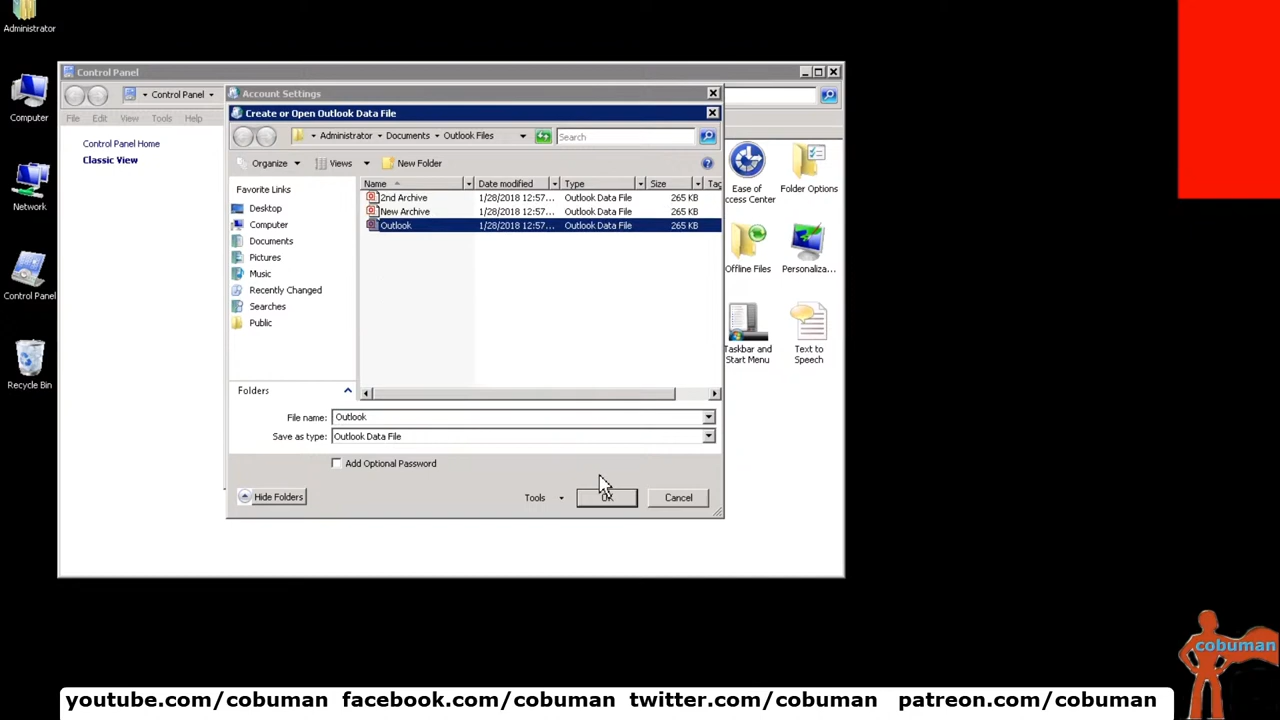 Administrator
Computer
Network
Control Panel
Recycle Bin
Control Panel
Control Panel
File Edit View Tools Help
Control Panel Home
Classic View
Account Settings
Create or Open Outlook Data File
Administrator Documents Outlook Files Search
Organize Views New Folder
Favorite Links
Desktop
Computer
Documents
Pictures
Music
Recently Changed
Searches
Public
Folders
Name Date modified Type Size Tag
2nd Archive 1/28/2018 12:57... Outlook Data File 265 KB
New Archive 1/28/2018 12:57... Outlook Data File 265 KB
Outlook 1/28/2018 12:57... Outlook Data File 265 KB
File name: Outlook
Save as type: Outlook Data File
Add Optional Password
Hide Folders Tools OK Cancel
Ease of
ccess Center
Folder Options
Offline Files
Personaliza...
Taskbar and
Start Menu
Text to
Speech
cobuman
youtube.com/cobuman facebook.com/cobuman twitter.com/cobuman patreon.com/cobuman